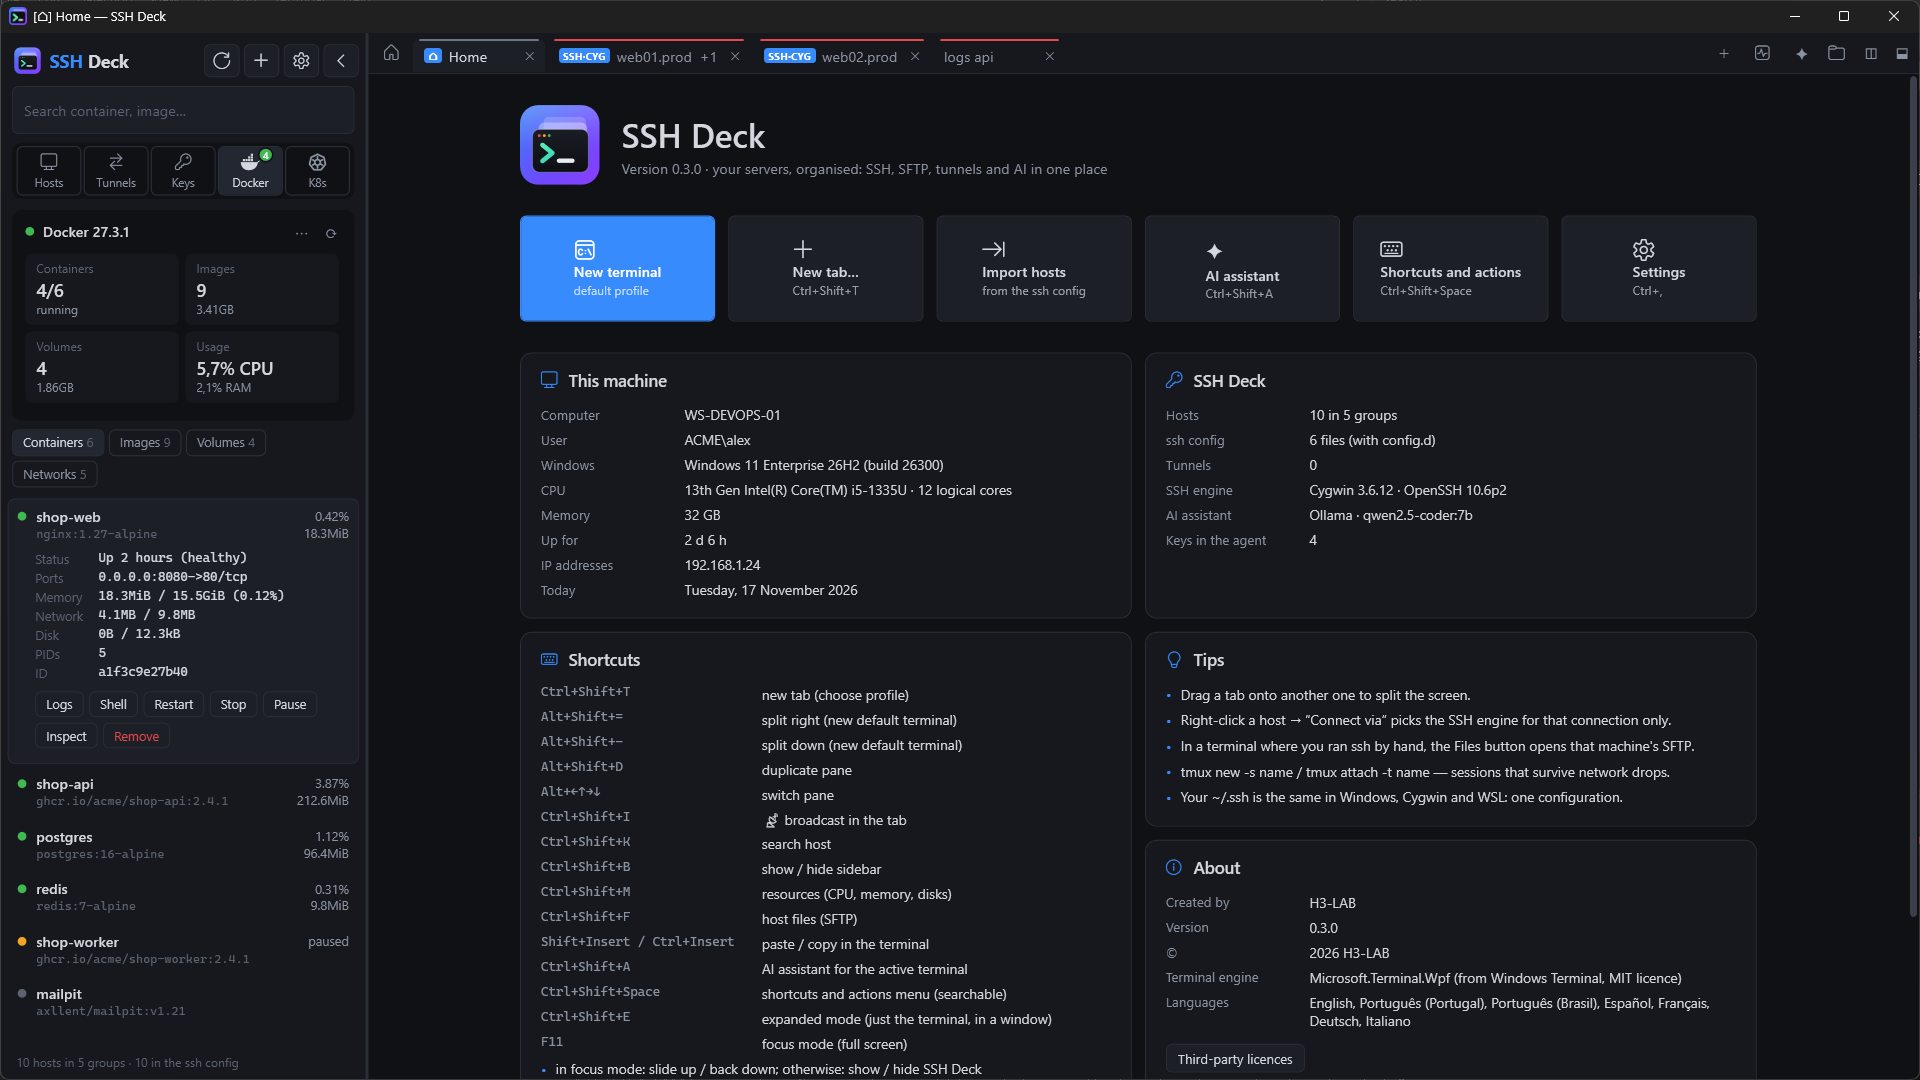 [⌂] Home — SSH Deck
SSH Deck
Search container, image...
Hosts
Tunnels
Keys
Docker
4
K8s
Docker 27.3.1
Containers
4/6
running
Images
9
3.41GB
Volumes
4
1.86GB
Usage
5,7% CPU
2,1% RAM
Containers 6
Images 9
Volumes 4
Networks 5
shop-web 0.42%
nginx:1.27-alpine 18.3MiB
Status Up 2 hours (healthy)
Ports 0.0.0.0:8080->80/tcp
Memory 18.3MiB / 15.5GiB (0.12%)
Network 4.1MB / 9.8MB
Disk 0B / 12.3kB
PIDs 5
ID a1f3c9e27b40
Logs Shell Restart Stop Pause
Inspect Remove
shop-api 3.87%
ghcr.io/acme/shop-api:2.4.1 212.6MiB
postgres 1.12%
postgres:16-alpine 96.4MiB
redis 0.31%
redis:7-alpine 9.8MiB
shop-worker paused
ghcr.io/acme/shop-worker:2.4.1
mailpit
axllent/mailpit:v1.21
10 hosts in 5 groups · 10 in the ssh config
Home
SSH-CYG web01.prod +1
SSH-CYG web02.prod
logs api
SSH Deck
Version 0.3.0 · your servers, organised: SSH, SFTP, tunnels and AI in one place
New terminal
default profile
New tab...
Ctrl+Shift+T
Import hosts
from the ssh config
AI assistant
Ctrl+Shift+A
Shortcuts and actions
Ctrl+Shift+Space
Settings
Ctrl+,
This machine
Computer WS-DEVOPS-01
User ACME\alex
Windows Windows 11 Enterprise 26H2 (build 26300)
CPU 13th Gen Intel(R) Core(TM) i5-1335U · 12 logical cores
Memory 32 GB
Up for 2 d 6 h
IP addresses 192.168.1.24
Today Tuesday, 17 November 2026
SSH Deck
Hosts 10 in 5 groups
ssh config 6 files (with config.d)
Tunnels 0
SSH engine Cygwin 3.6.12 · OpenSSH 10.6p2
AI assistant Ollama · qwen2.5-coder:7b
Keys in the agent 4
Shortcuts
Ctrl+Shift+T new tab (choose profile)
Alt+Shift+= split right (new default terminal)
Alt+Shift+− split down (new default terminal)
Alt+Shift+D duplicate pane
Alt+←↑→↓ switch pane
Ctrl+Shift+I broadcast in the tab
Ctrl+Shift+K search host
Ctrl+Shift+B show / hide sidebar
Ctrl+Shift+M resources (CPU, memory, disks)
Ctrl+Shift+F host files (SFTP)
Shift+Insert / Ctrl+Insert paste / copy in the terminal
Ctrl+Shift+A AI assistant for the active terminal
Ctrl+Shift+Space shortcuts and actions menu (searchable)
Ctrl+Shift+E expanded mode (just the terminal, in a window)
F11 focus mode (full screen)
• in focus mode: slide up / back down; otherwise: show / hide SSH Deck
Tips
• Drag a tab onto another one to split the screen.
• Right-click a host → "Connect via" picks the SSH engine for that connection only.
• In a terminal where you ran ssh by hand, the Files button opens that machine's SFTP.
• tmux new -s name / tmux attach -t name — sessions that survive network drops.
• Your ~/.ssh is the same in Windows, Cygwin and WSL: one configuration.
About
Created by H3-LAB
Version 0.3.0
© 2026 H3-LAB
Terminal engine Microsoft.Terminal.Wpf (from Windows Terminal, MIT licence)
Languages English, Português (Portugal), Português (Brasil), Español, Français,
Deutsch, Italiano
Third-party licences